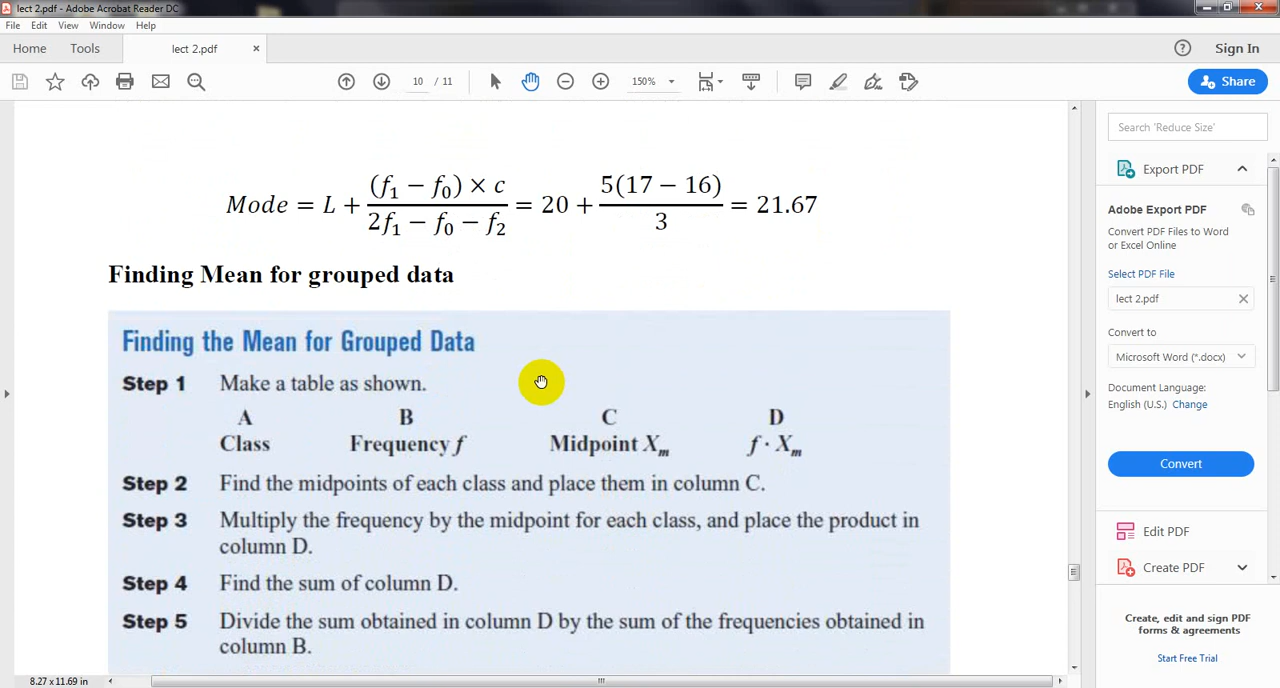 lect 2.pdf - Adobe Acrobat Reader DC
File Edit View Window Help
Home Tools lect 2.pdf × Sign In
10 / 11 150% Share
Mode = L + (f₁ − f₀) × c / 2f₁ − f₀ − f₂ = 20 + 5(17 − 16) / 3 = 21.67
Finding Mean for grouped data
Finding the Mean for Grouped Data
Step 1 Make a table as shown.
A B C D
Class Frequency f Midpoint Xₘ f · Xₘ
Step 2 Find the midpoints of each class and place them in column C.
Step 3 Multiply the frequency by the midpoint for each class, and place the product in
column D.
Step 4 Find the sum of column D.
Step 5 Divide the sum obtained in column D by the sum of the frequencies obtained in
column B.
8.27 x 11.69 in
Search 'Reduce Size'
Export PDF
Adobe Export PDF
Convert PDF Files to Word
or Excel Online
Select PDF File
lect 2.pdf
Convert to
Microsoft Word (*.docx)
Document Language:
English (U.S.) Change
Convert
Edit PDF
Create PDF
Create, edit and sign PDF
forms & agreements
Start Free Trial